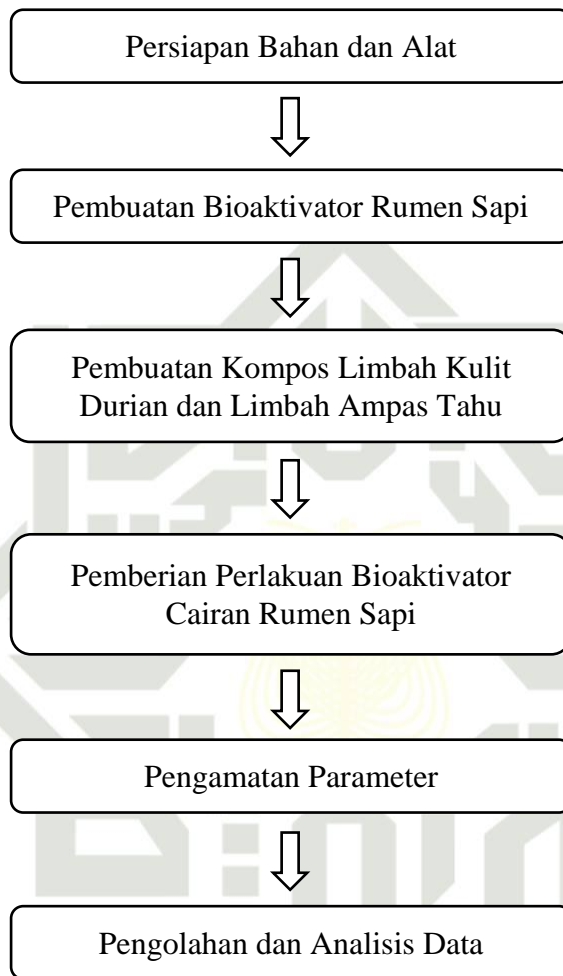 Persiapan Bahan dan Alat
Pembuatan Bioaktivator Rumen Sapi
Pembuatan Kompos Limbah Kulit
Durian dan Limbah Ampas Tahu
Pemberian Perlakuan Bioaktivator
Cairan Rumen Sapi
Pengamatan Parameter
Pengolahan dan Analisis Data